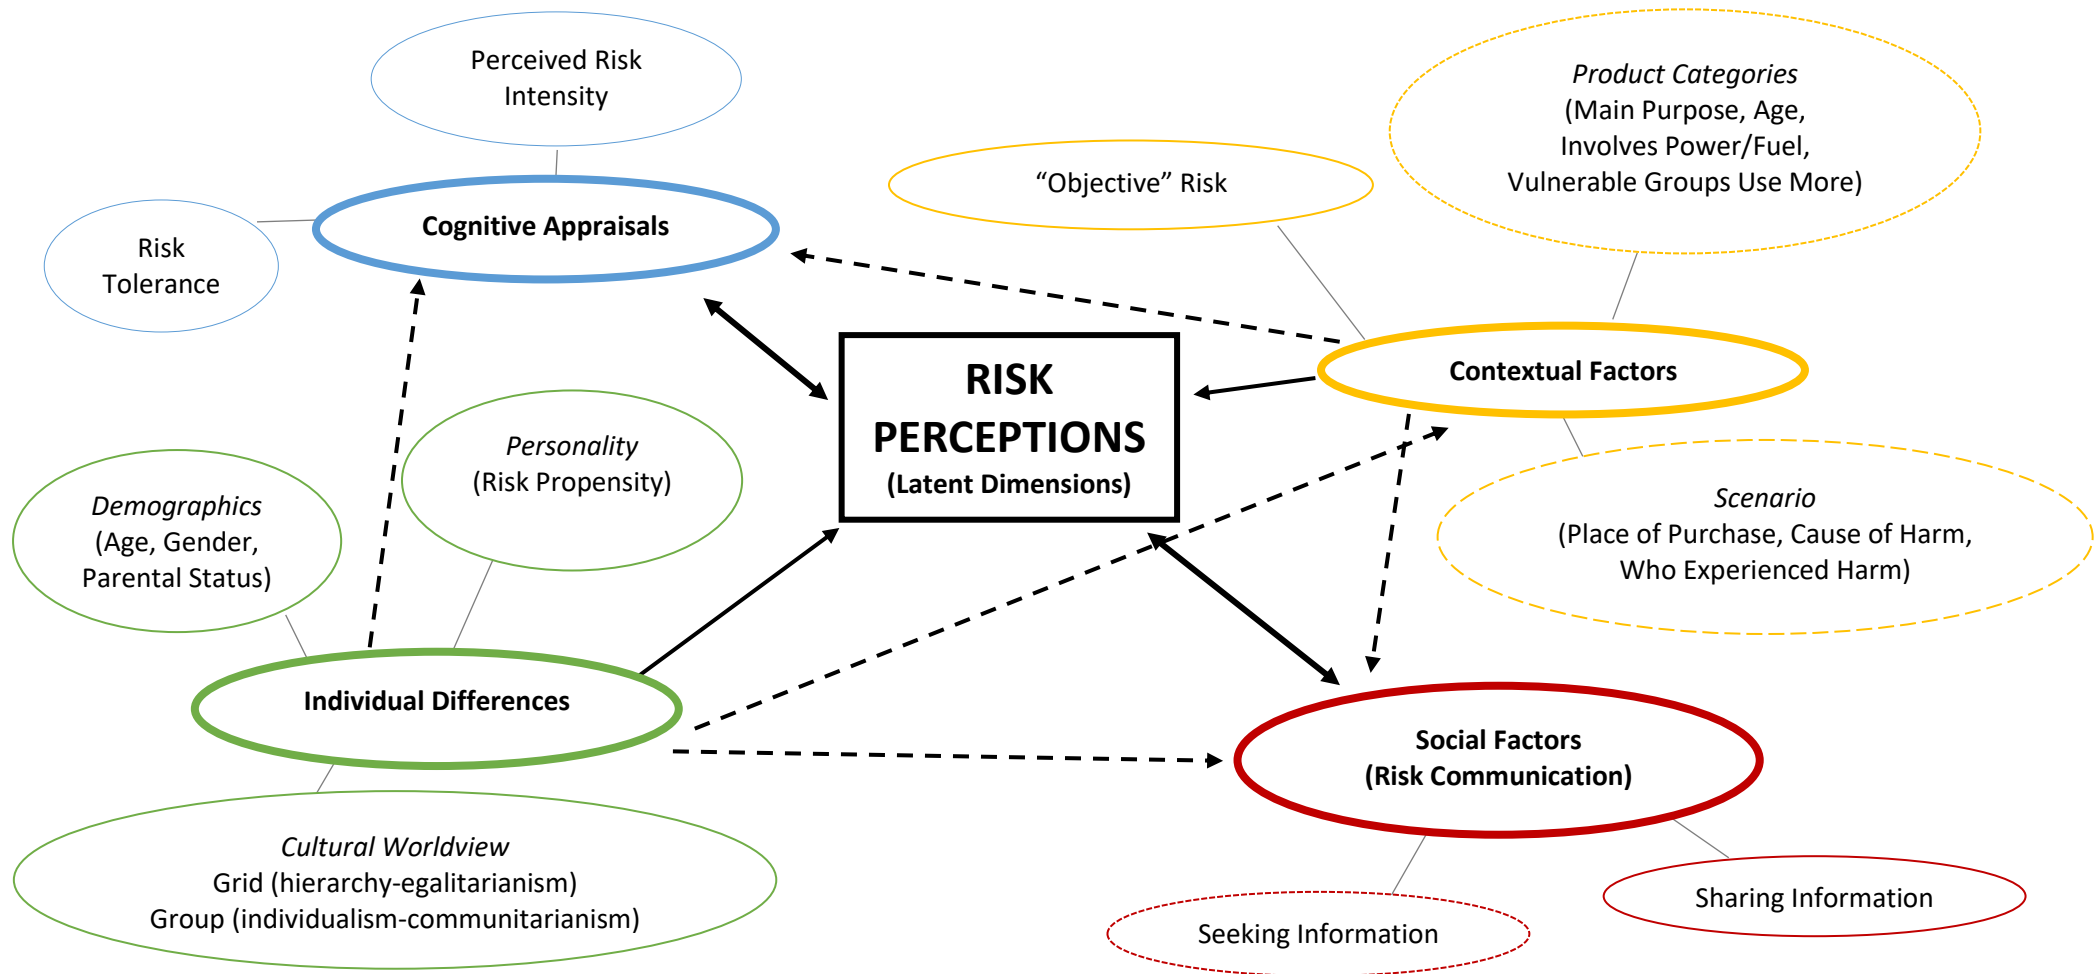 Perceived Risk
Intensity
Product Categories
(Main Purpose, Age,
Involves Power/Fuel,
Vulnerable Groups Use More)
“Objective” Risk
Cognitive Appraisals
Risk
Tolerance
RISK
PERCEPTIONS
(Latent Dimensions)
Contextual Factors
Personality
(Risk Propensity)
Demographics
(Age, Gender,
Parental Status)
Scenario
(Place of Purchase, Cause of Harm,
Who Experienced Harm)
Individual Differences
Social Factors
(Risk Communication)
Cultural Worldview
Grid (hierarchy-egalitarianism)
Group (individualism-communitarianism)
Seeking Information
Sharing Information